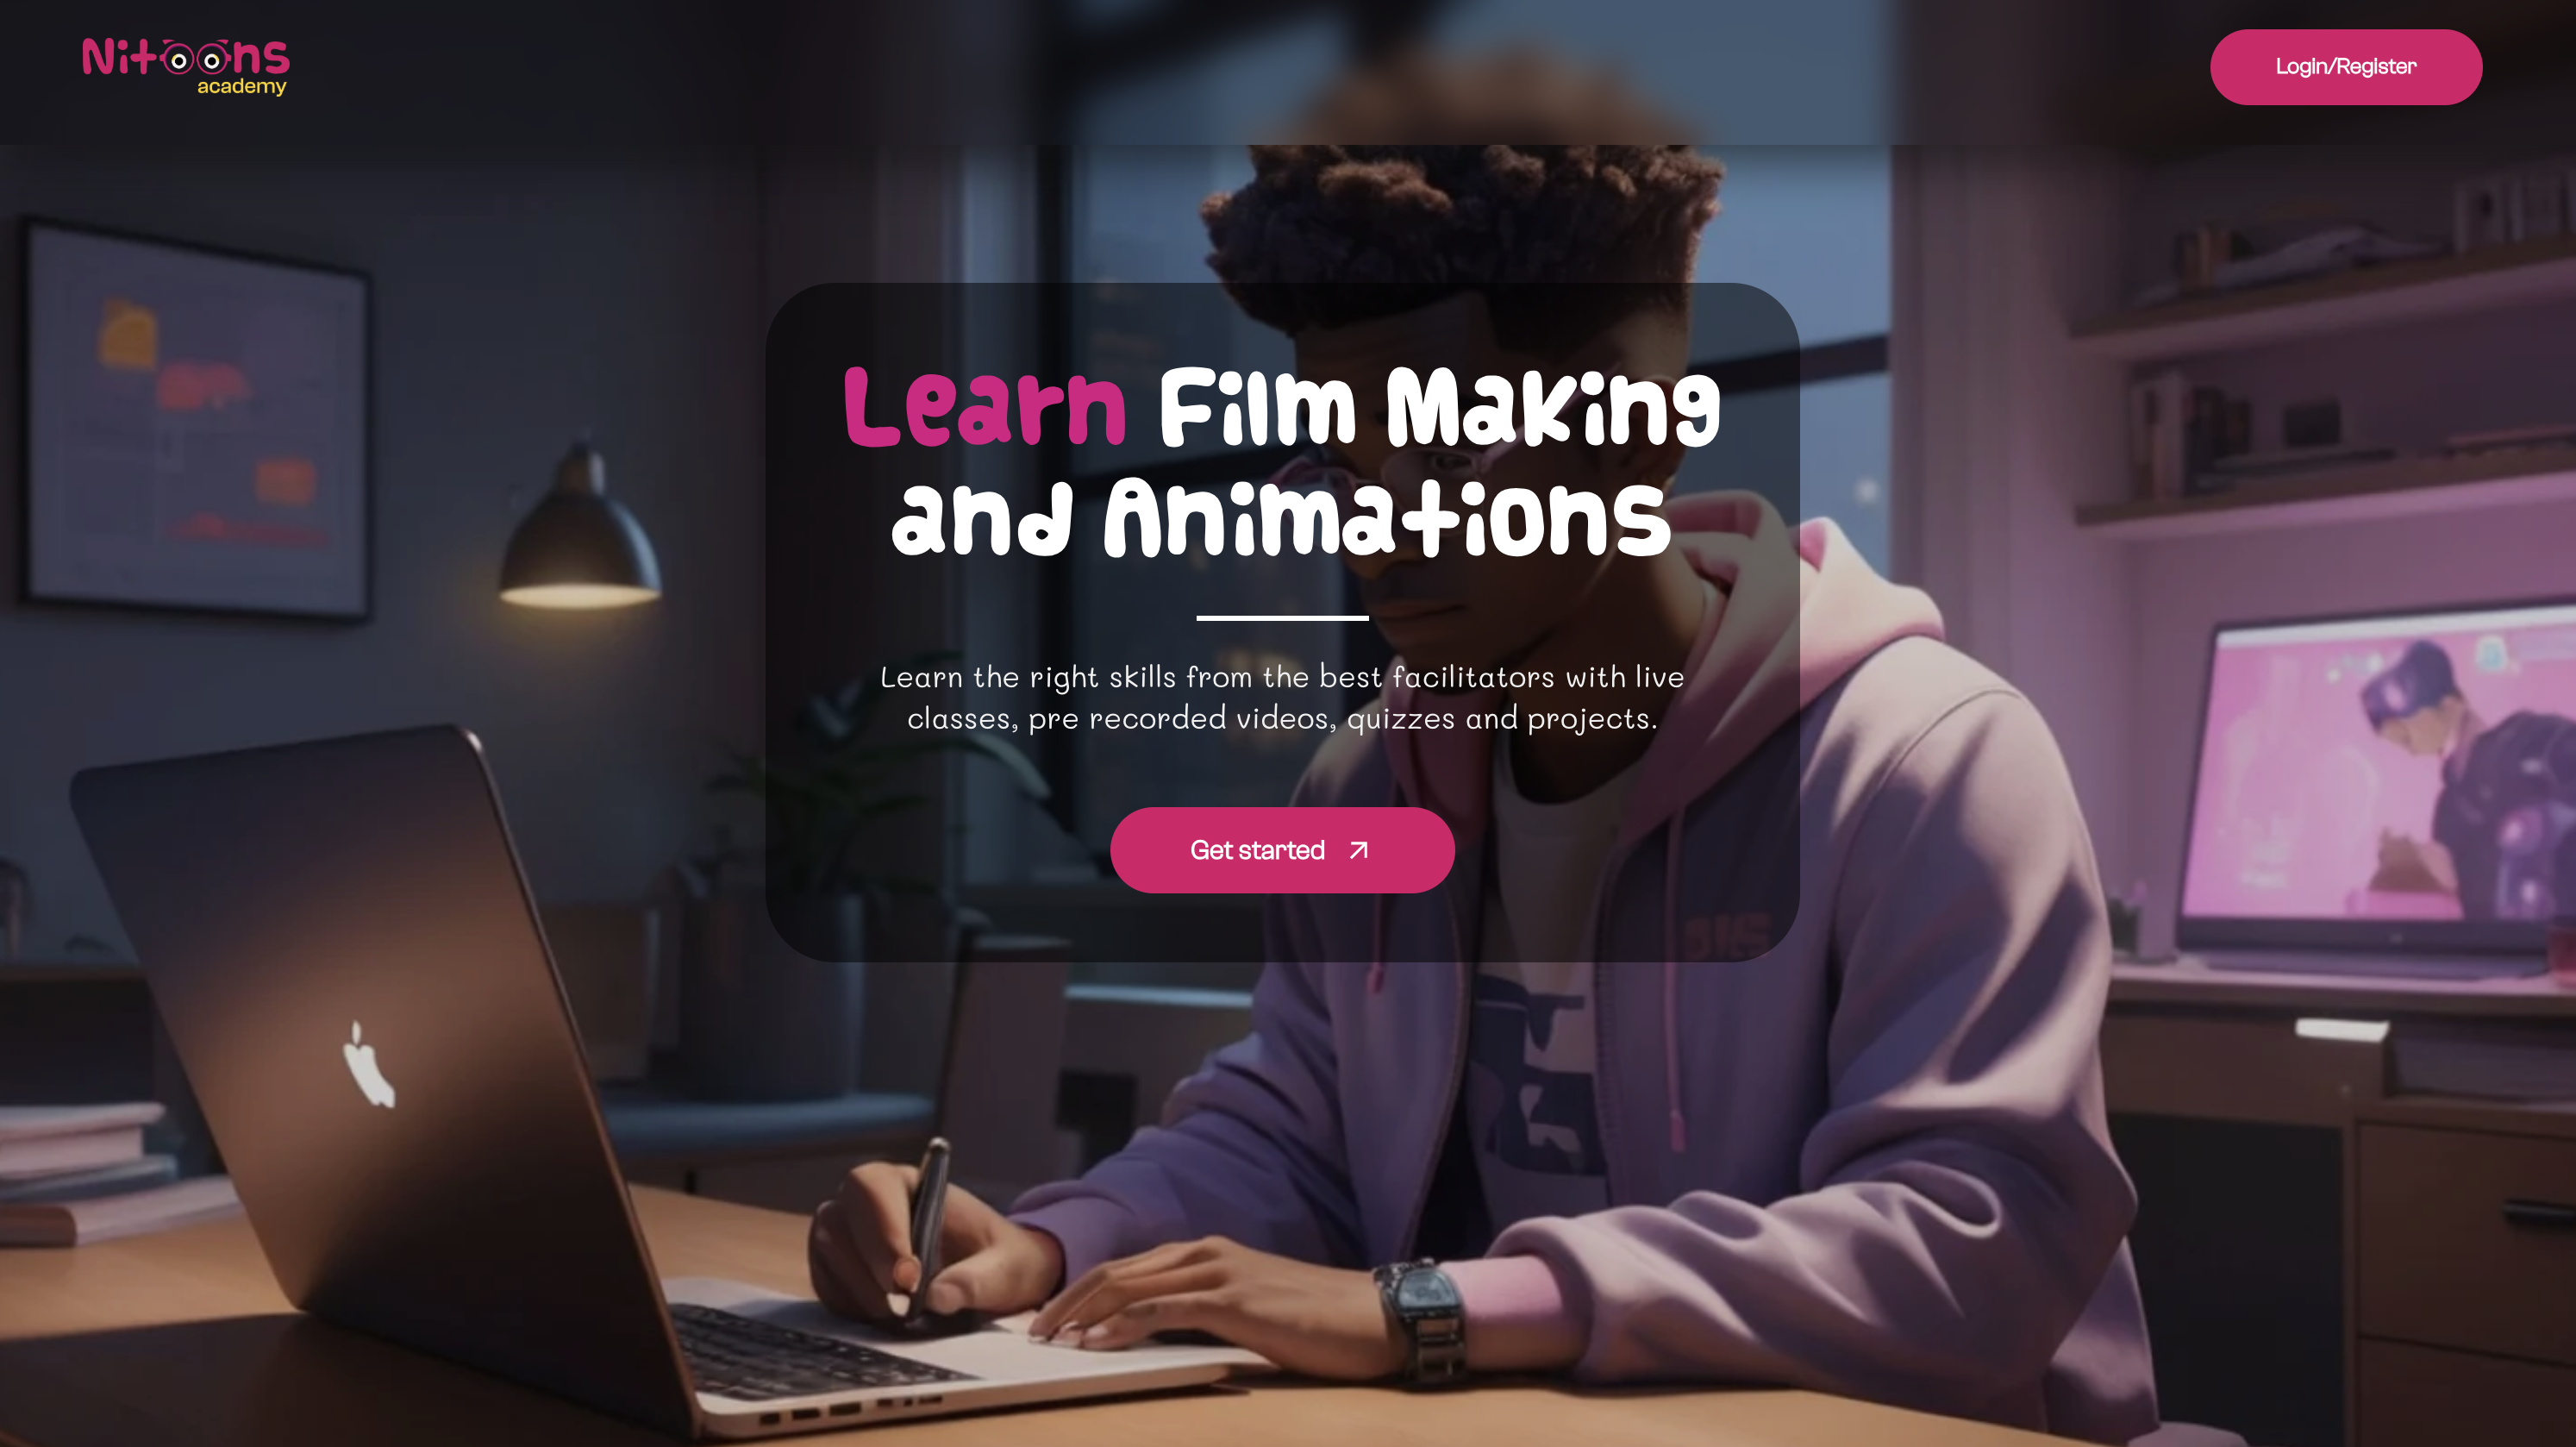 Nitoons
academy
Login/Register
Learn Film Making
and Animations
Learn the right skills from the best facilitators with live
classes, pre recorded videos, quizzes and projects.
Get started